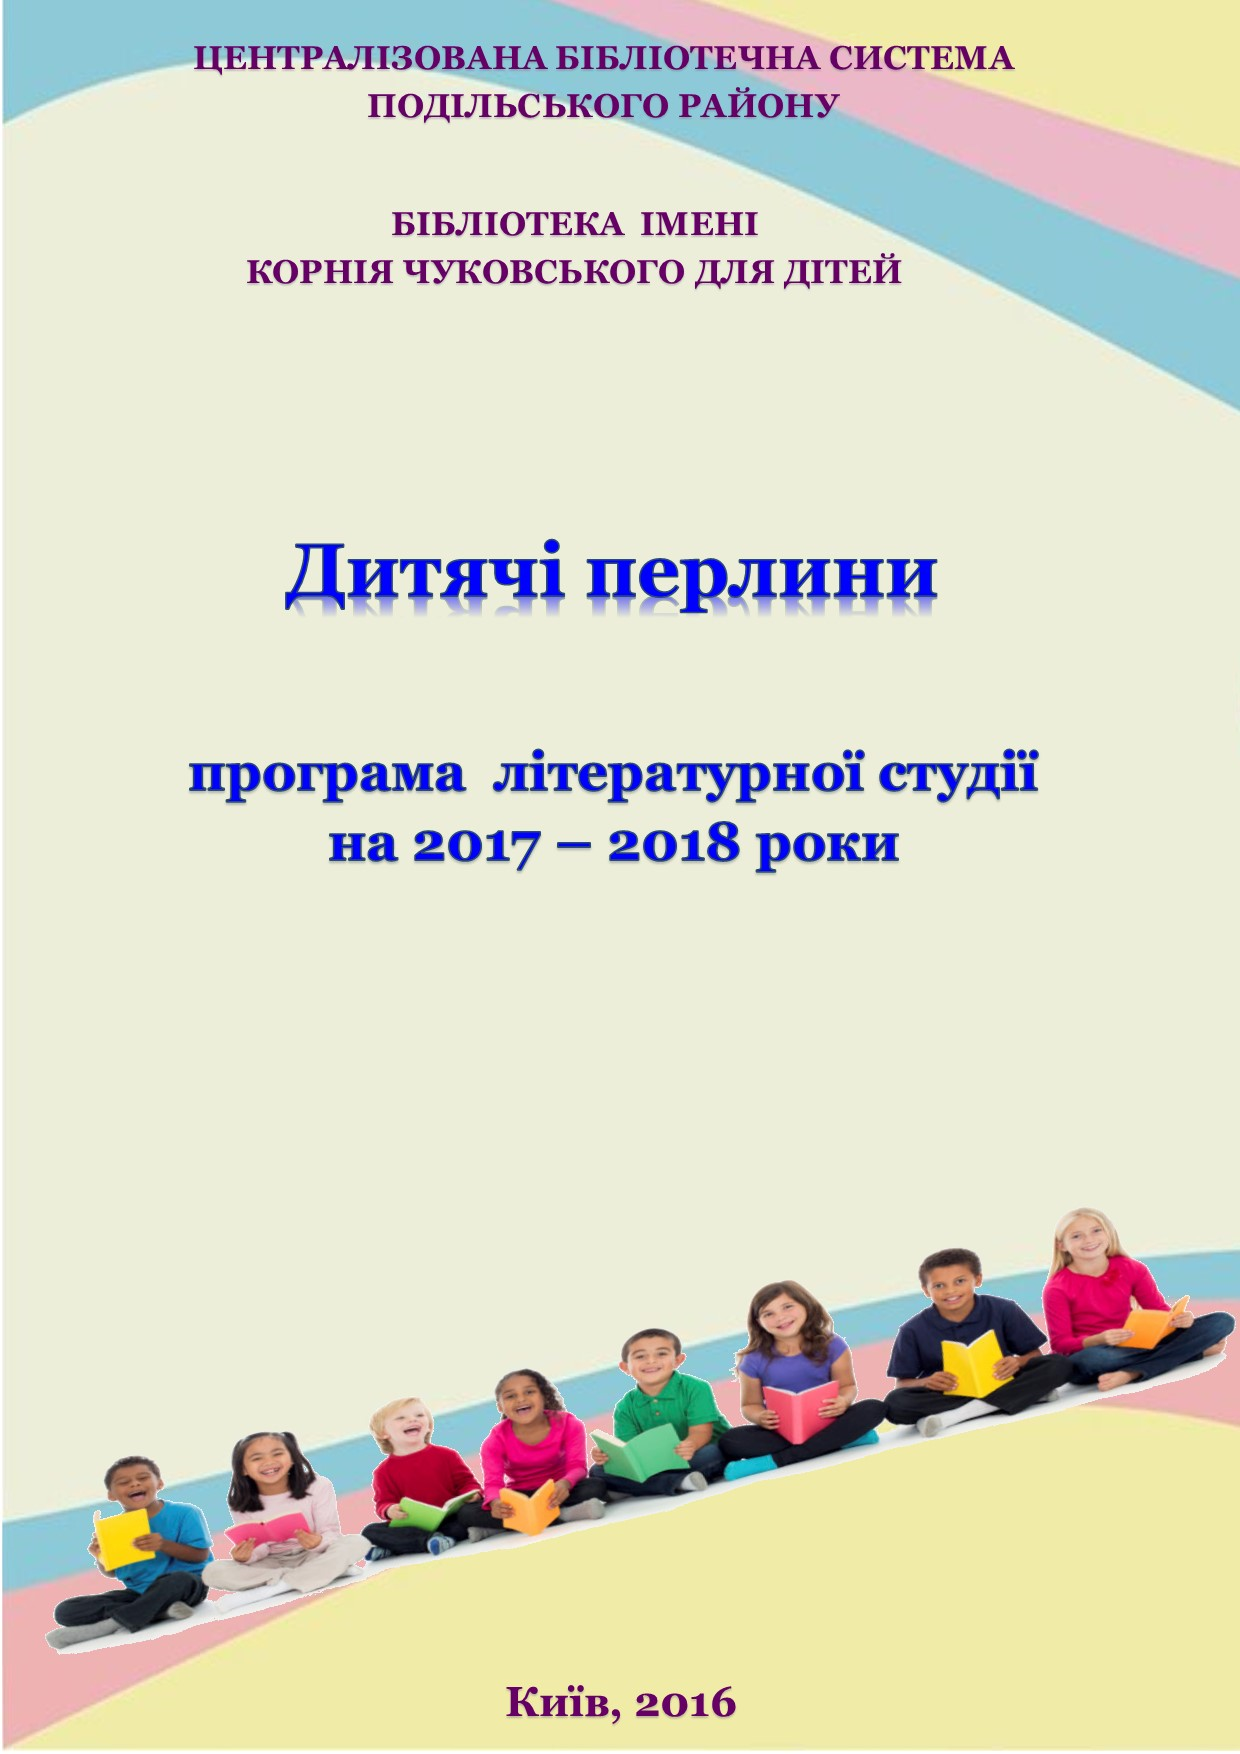 ЦЕНТРАЛІЗОВАНА БІБЛІОТЕЧНА СИСТЕМА
ПОДІЛЬСЬКОГО РАЙОНУ
БІБЛІОТЕКА ІМЕНІ
КОРНІЯ ЧУКОВСЬКОГО ДЛЯ ДІТЕЙ
Дитячі перлини
програма літературної студії
на 2017 – 2018 роки
Київ, 2016